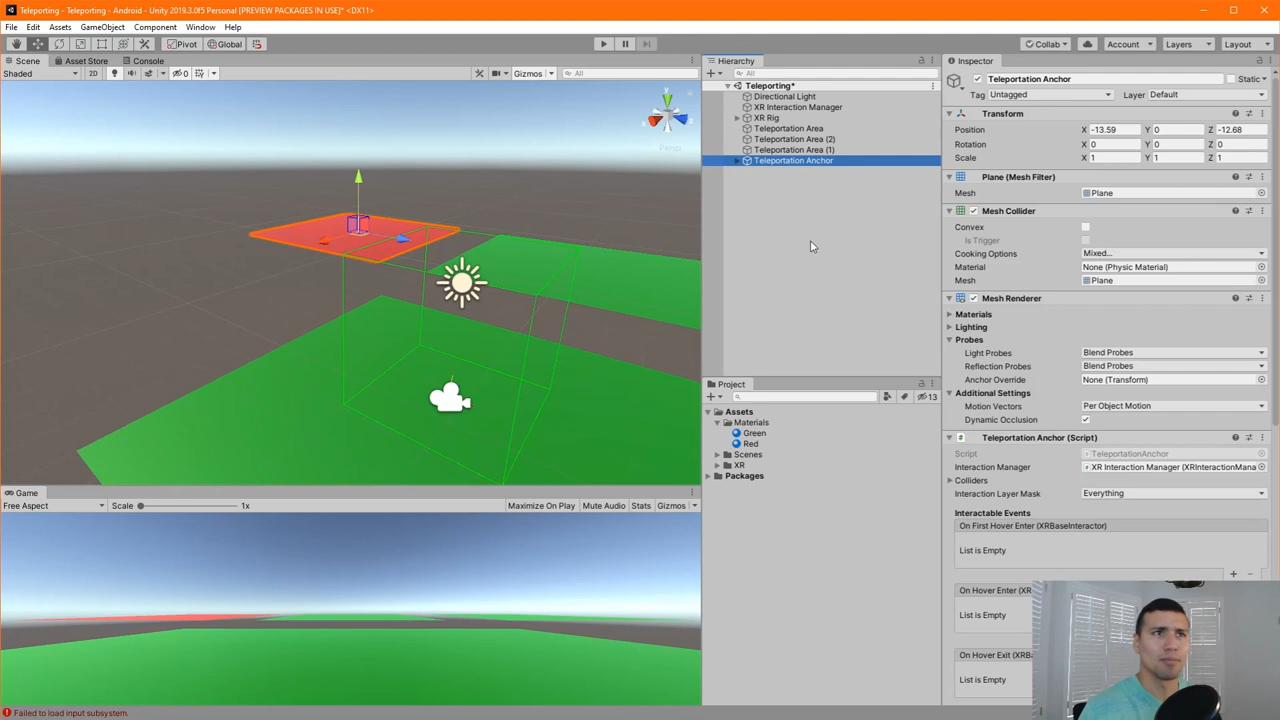 Teleporting - Teleporting - Android - Unity 2019.3.0f5 Personal [PREVIEW PACKAGES IN USE]* <DX11>
File Edit Assets GameObject Component Window Help
Pivot Global Collab Account Layers Layout
Scene Asset Store Console
Shaded 2D 0 Gizmos All
Persp
Hierarchy
All
Teleporting*
Directional Light
XR Interaction Manager
XR Rig
Teleportation Area
Teleportation Area (2)
Teleportation Area (1)
Teleportation Anchor
Project
13
Assets
Materials
Green
Red
Scenes
XR
Packages
Game
Free Aspect Scale 1x Maximize On Play Mute Audio Stats Gizmos
Inspector
Teleportation Anchor Static
Tag Untagged Layer Default
Transform
Position X -13.59 Y 0 Z -12.68
Rotation X 0 Y 0 Z 0
Scale X 1 Y 1 Z 1
Plane (Mesh Filter)
Mesh Plane
Mesh Collider
Convex
Is Trigger
Cooking Options Mixed...
Material None (Physic Material)
Mesh Plane
Mesh Renderer
Materials
Lighting
Probes
Light Probes Blend Probes
Reflection Probes Blend Probes
Anchor Override None (Transform)
Additional Settings
Motion Vectors Per Object Motion
Dynamic Occlusion
Teleportation Anchor (Script)
Script TeleportationAnchor
Interaction Manager XR Interaction Manager (XRInteractionMana
Colliders
Interaction Layer Mask Everything
Interactable Events
On First Hover Enter (XRBaseInteractor)
List is Empty
On Hover Enter (XR
List is Empty
On Hover Exit (XRBa
List is Empty
Failed to load input subsystem.